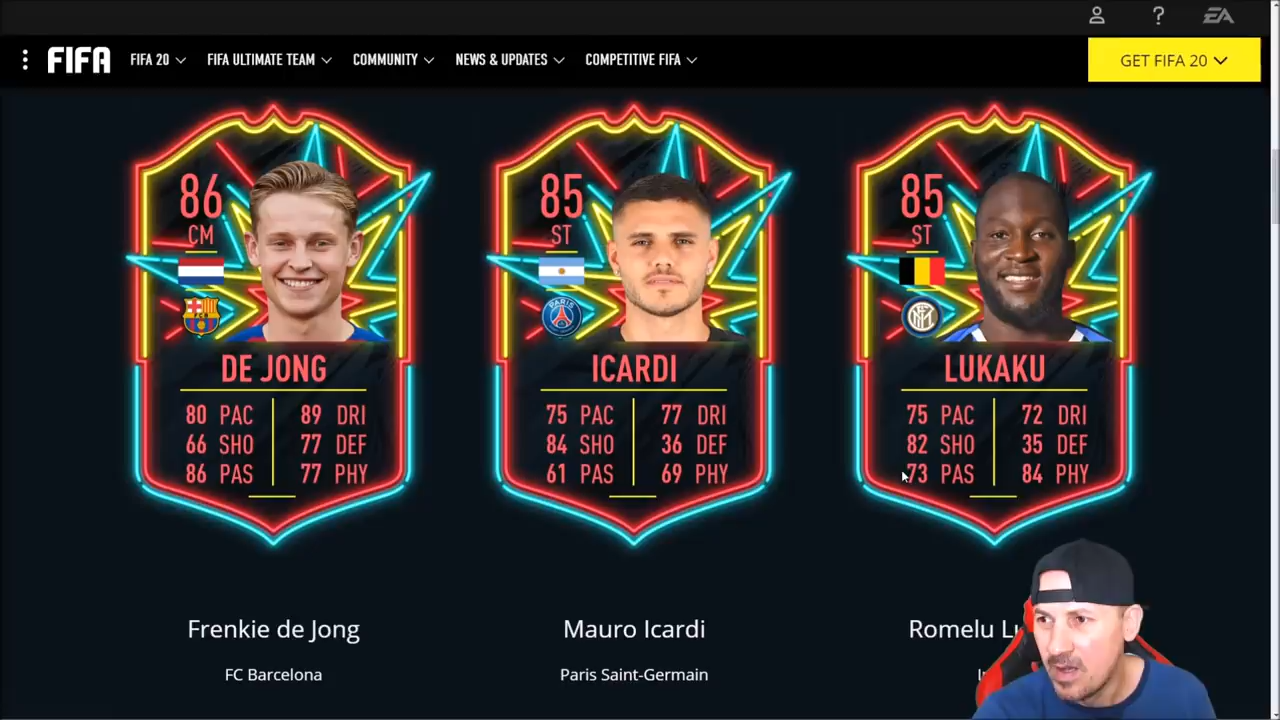 EA
FIFA FIFA 20 FIFA ULTIMATE TEAM COMMUNITY NEWS & UPDATES COMPETITIVE FIFA GET FIFA 20
86
CM
DE JONG
80 PAC 89 DRI
66 SHO 77 DEF
86 PAS 77 PHY
85
ST
PARIS
ICARDI
75 PAC 77 DRI
84 SHO 36 DEF
61 PAS 69 PHY
85
ST
LUKAKU
75 PAC 72 DRI
82 SHO 35 DEF
73 PAS 84 PHY
Frenkie de Jong
FC Barcelona
Mauro Icardi
Paris Saint-Germain
Romelu